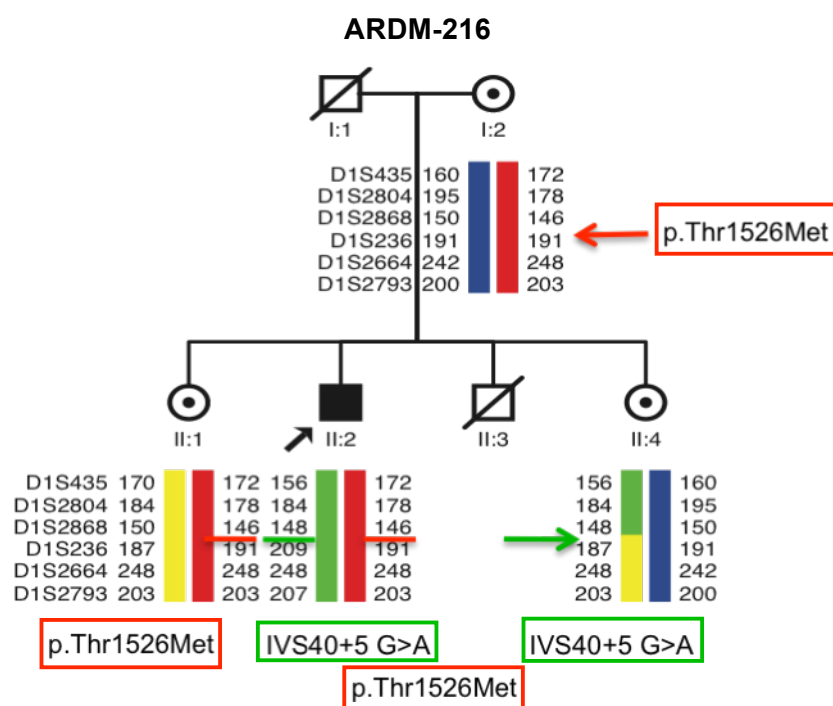 ARDM-216
I:1 I:2
D1S435 160 172
D1S2804 195 178
D1S2868 150 146
D1S236 191 191
D1S2664 242 248
D1S2793 200 203
p.Thr1526Met
II:1 II:2 II:3 II:4
D1S435 170 172 156 172 156 160
D1S2804 184 178 184 178 184 195
D1S2868 150 146 148 146 148 150
D1S236 187 191 209 191 187 191
D1S2664 248 248 248 248 248 242
D1S2793 203 203 207 203 203 200
p.Thr1526Met IVS40+5 G>A IVS40+5 G>A
p.Thr1526Met